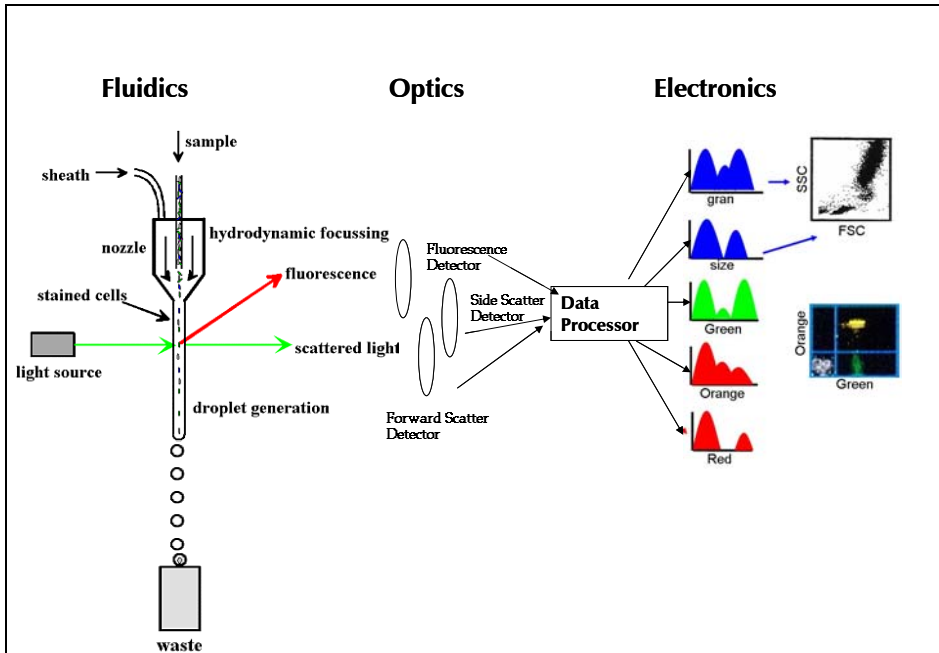 Fluidics
Optics
Electronics
sample
sheath
nozzle
hydrodynamic focussing
fluorescence
stained cells
light source
scattered light
droplet generation
waste
Fluorescence
Detector
Side Scatter
Detector
Forward Scatter
Detector
Data
Processor
gran
size
Green
Orange
Red
SSC
FSC
Orange
Green